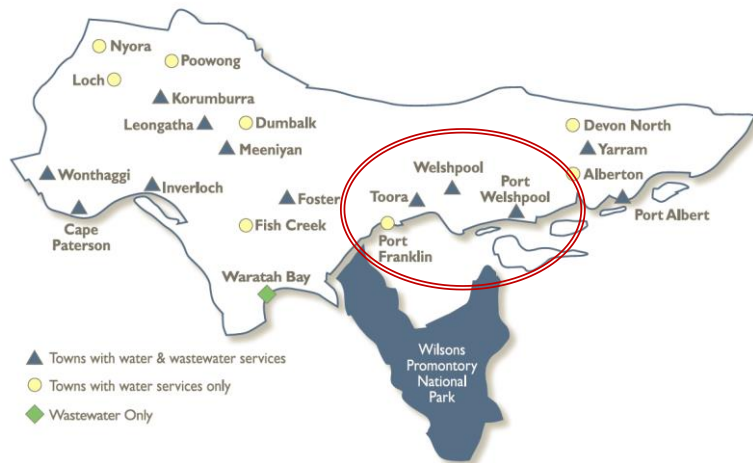 Nyora
Poowong
Loch
Korumburra
Leongatha
Dumbalk
Devon North
Meeniyan
Yarram
Welshpool
Alberton
Wonthaggi
Inverloch
Foster
Toora
Port
Welshpool
Port Albert
Cape
Paterson
Fish Creek
Port
Franklin
Waratah Bay
Wilsons
Promontory
National
Park
Towns with water & wastewater services
Towns with water services only
Wastewater Only